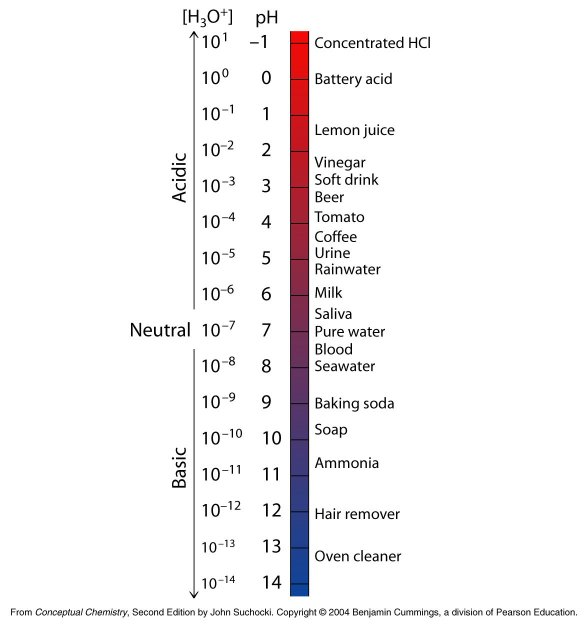 [H₃O⁺] pH
10¹ –1 Concentrated HCl
10⁰ 0 Battery acid
10⁻¹ 1
Lemon juice
10⁻² 2
Vinegar
10⁻³ 3 Soft drink
Beer
10⁻⁴ 4 Tomato
Coffee
10⁻⁵ 5 Urine
Rainwater
10⁻⁶ 6 Milk
Saliva
Neutral 10⁻⁷ 7 Pure water
Blood
10⁻⁸ 8 Seawater
10⁻⁹ 9 Baking soda
Soap
10⁻¹⁰ 10
Ammonia
10⁻¹¹ 11
10⁻¹² 12 Hair remover
10⁻¹³ 13
Oven cleaner
10⁻¹⁴ 14
Acidic
Basic
From Conceptual Chemistry, Second Edition by John Suchocki. Copyright © 2004 Benjamin Cummings, a division of Pearson Education.